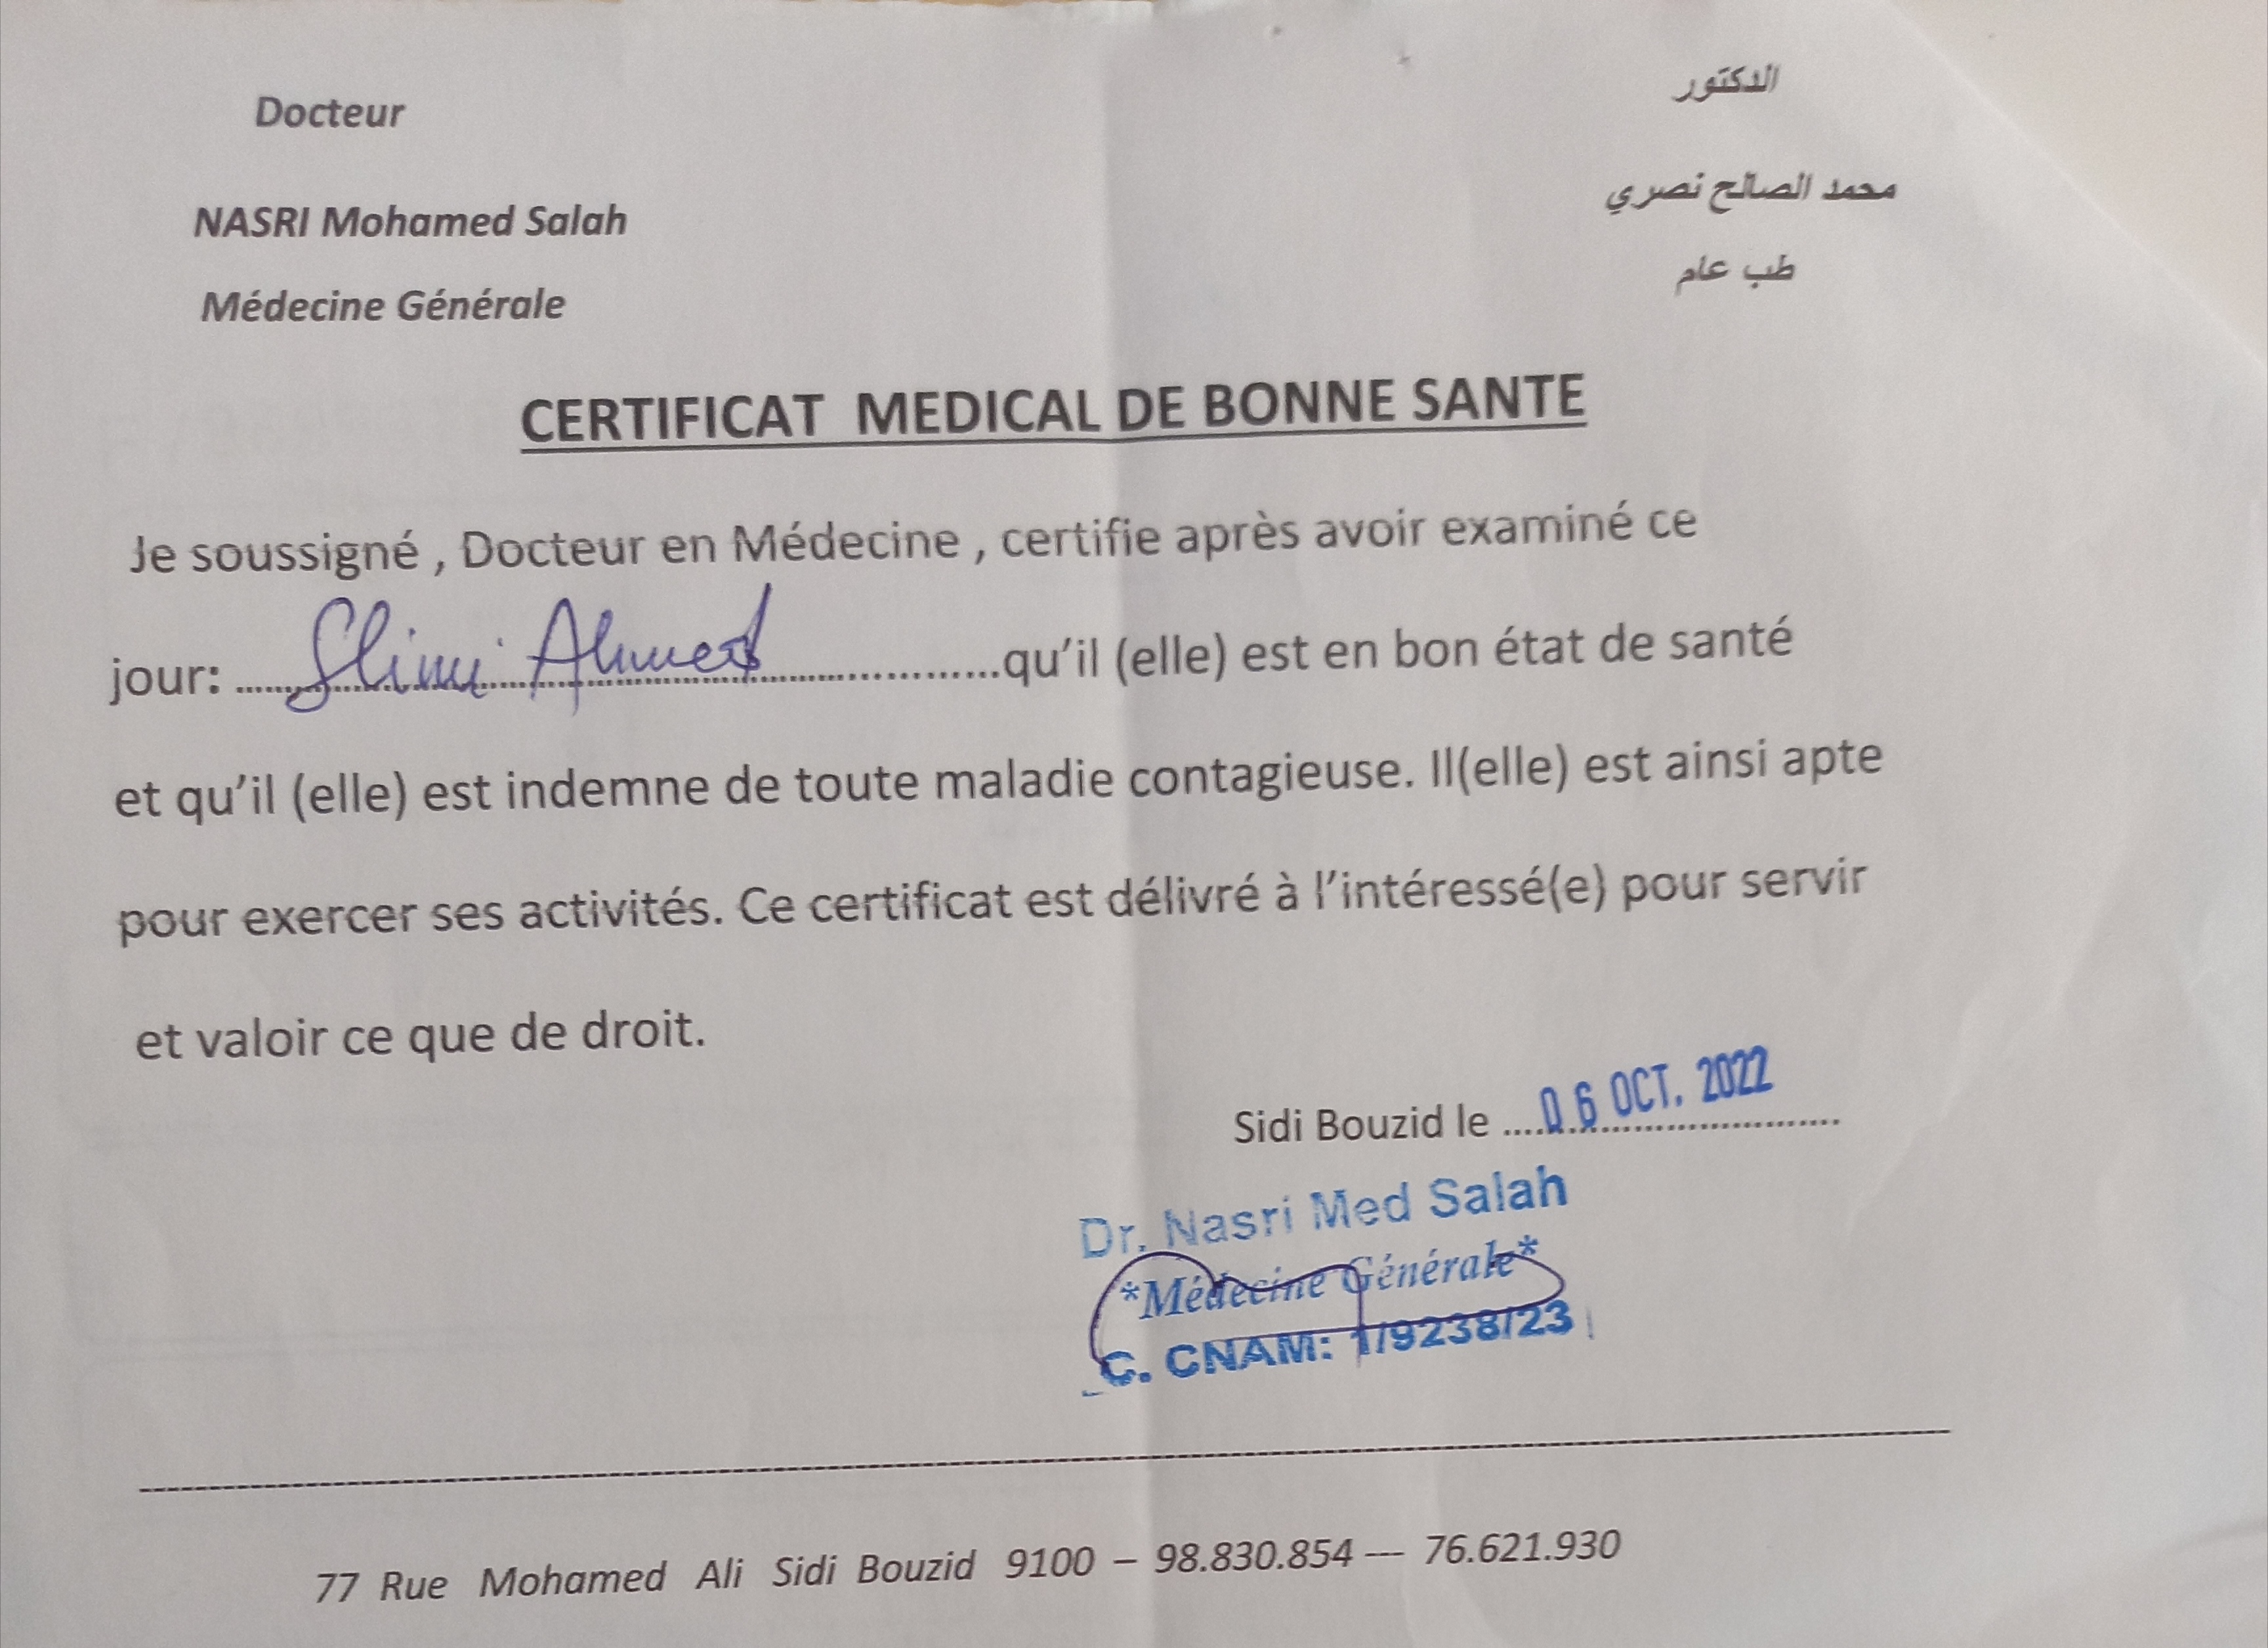 Docteur
NASRI Mohamed Salah
Médecine Générale
الدكتور
محمد الصالح نصري
طب عام
CERTIFICAT MEDICAL DE BONNE SANTE
Je soussigné , Docteur en Médecine , certifie après avoir examiné ce
jour: ......Slimi Ahmed..................qu'il (elle) est en bon état de santé
et qu'il (elle) est indemne de toute maladie contagieuse. Il(elle) est ainsi apte
pour exercer ses activités. Ce certificat est délivré à l'intéressé(e) pour servir
et valoir ce que de droit.
Sidi Bouzid le ....06 OCT. 2022..........
Dr. Nasri Med Salah
*Médecine Générale*
C. CNAM: 1/9238/23
77 Rue Mohamed Ali Sidi Bouzid 9100 – 98.830.854 --- 76.621.930